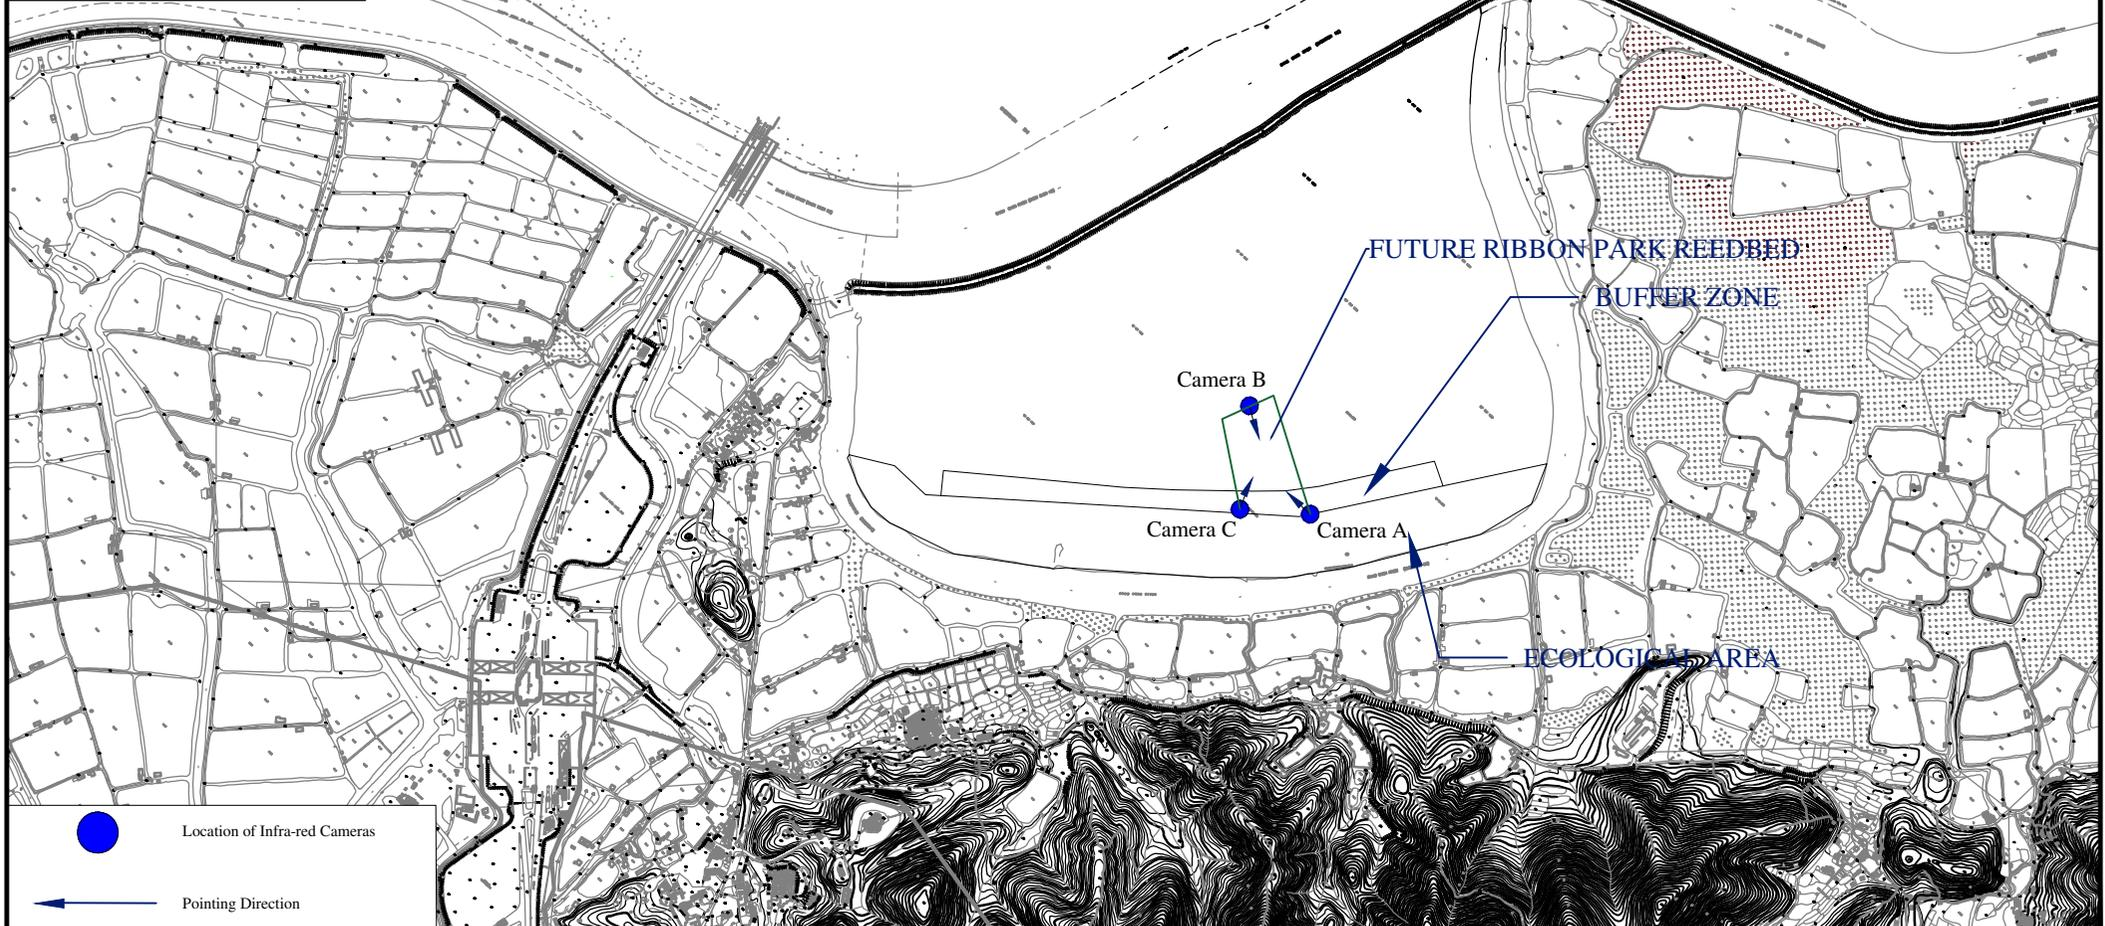 FUTURE RIBBON PARK REEDBED
BUFFER ZONE
Camera B
Camera C
Camera A
ECOLOGICAL AREA
Location of Infra-red Cameras
Pointing Direction